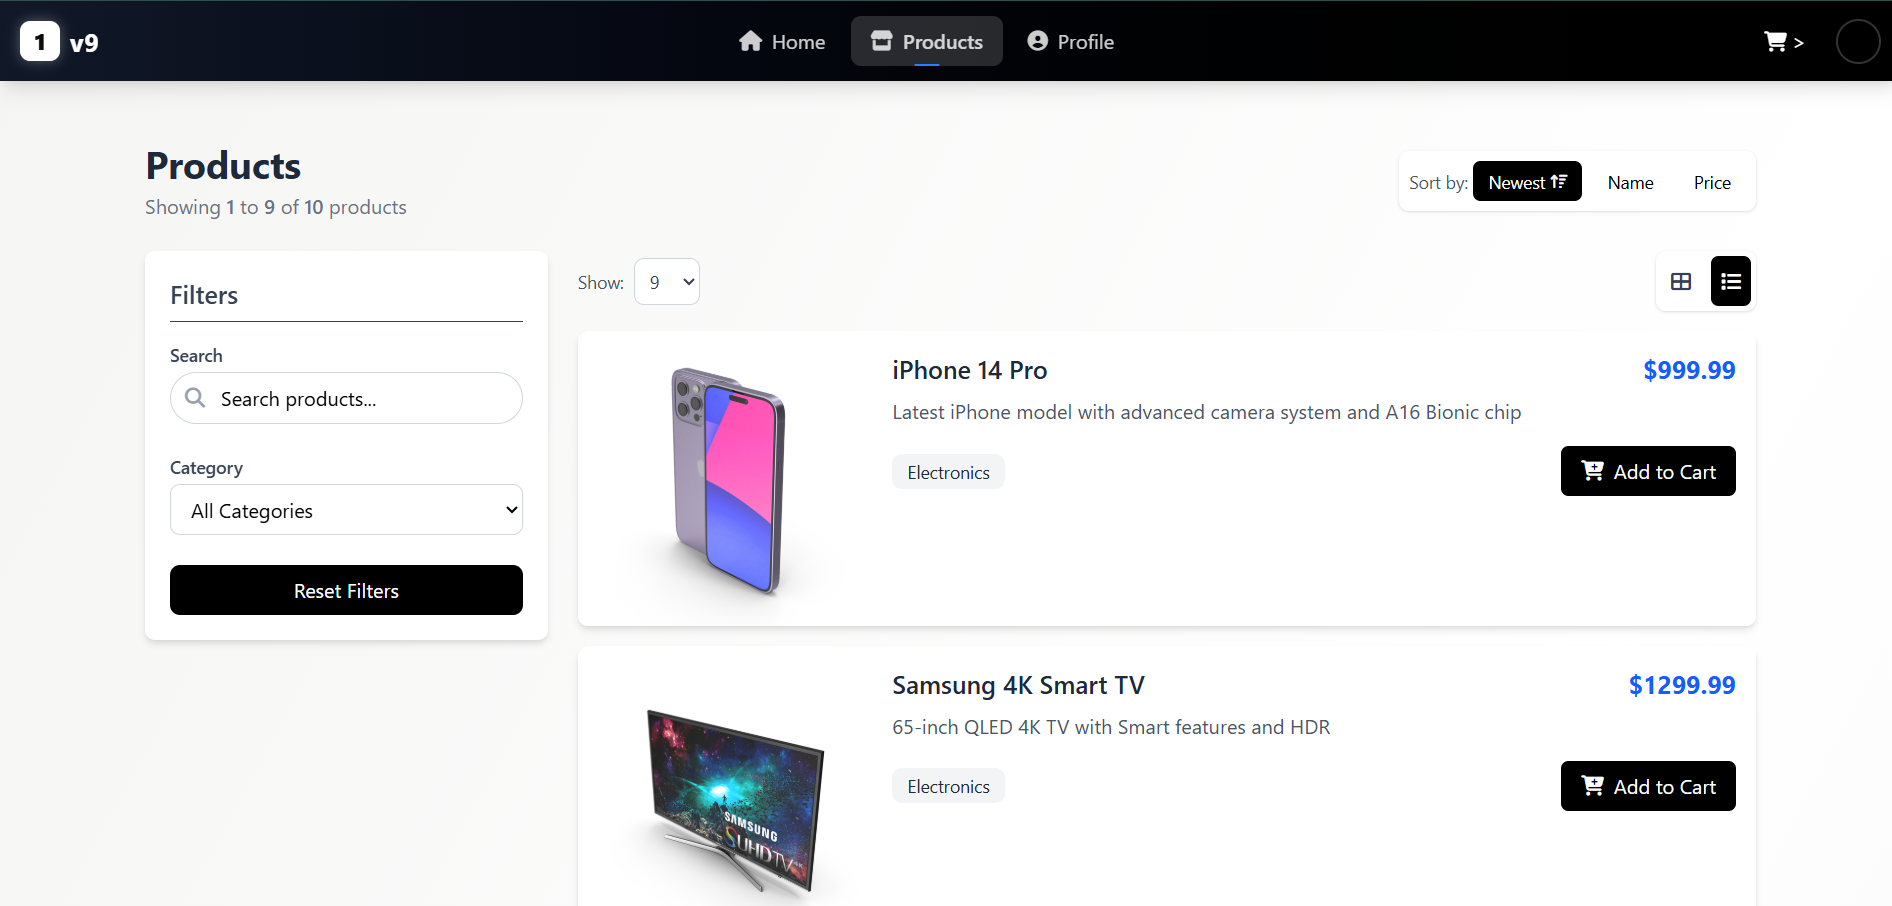 1 v9
Home
Products
Profile
>
Products
Showing 1 to 9 of 10 products
Sort by: Newest Name Price
Filters
Search
Search products...
Category
All Categories
Reset Filters
Show: 9
iPhone 14 Pro
$999.99
Latest iPhone model with advanced camera system and A16 Bionic chip
Electronics
Add to Cart
Samsung 4K Smart TV
$1299.99
65-inch QLED 4K TV with Smart features and HDR
Electronics
Add to Cart
SAMSUNG
SUHDTV 4K